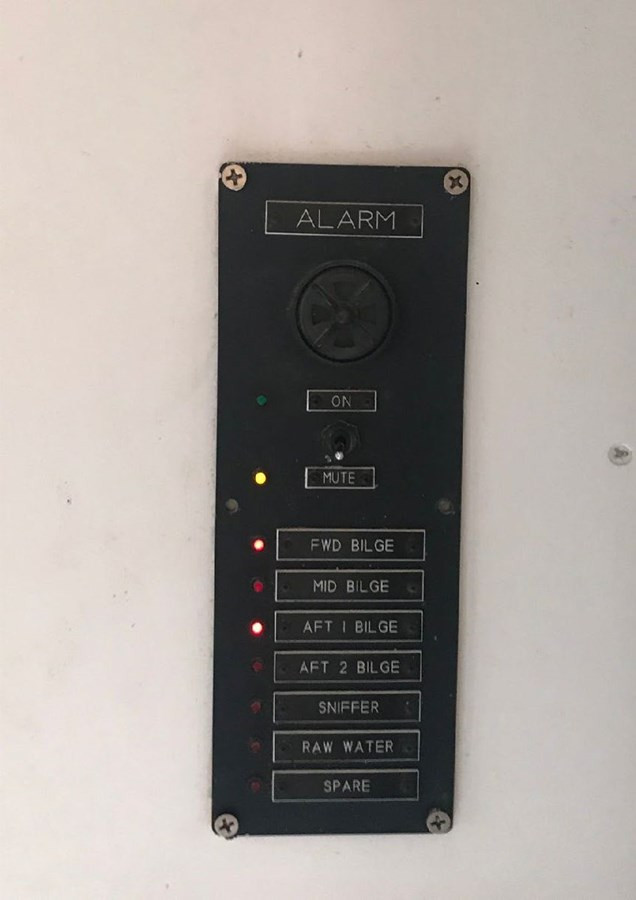 ALARM
ON
MUTE
FWD BILGE
MID BILGE
AFT 1 BILGE
AFT 2 BILGE
SNIFFER
RAW WATER
SPARE